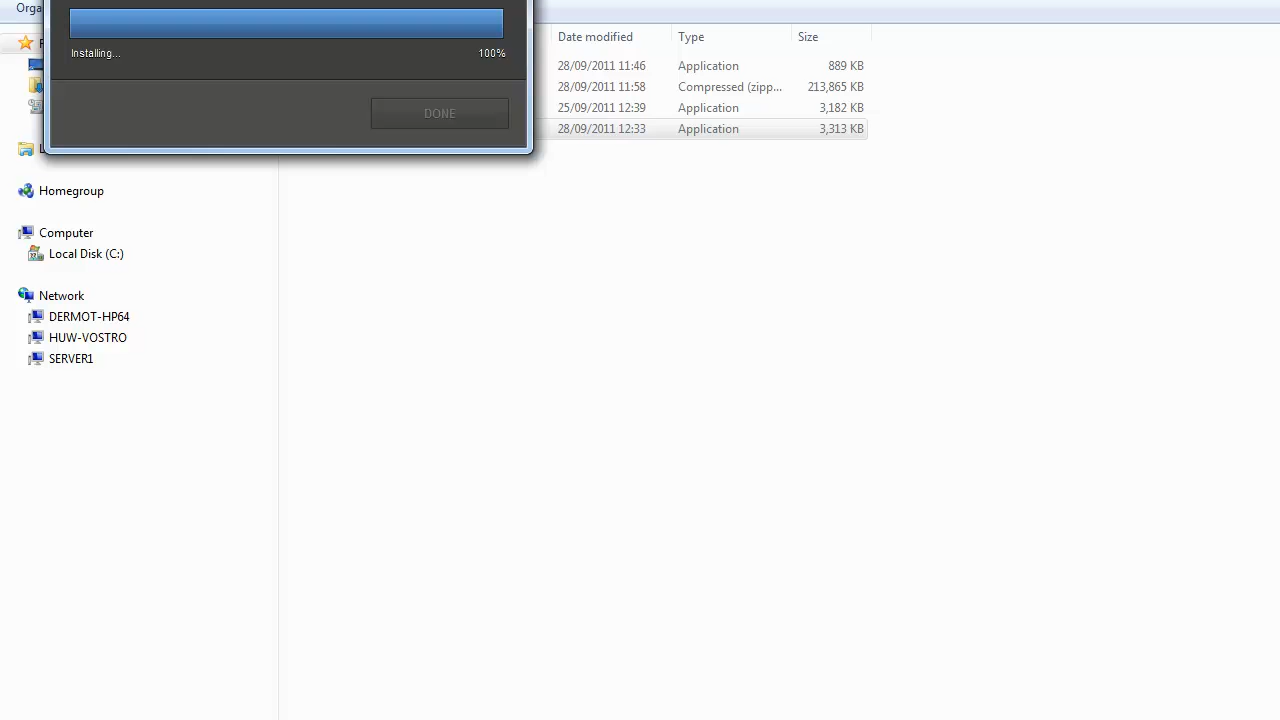 Orga
Installing...
100%
DONE
Date modified
Type
Size
28/09/2011 11:46
Application
889 KB
28/09/2011 11:58
Compressed (zipp...
213,865 KB
25/09/2011 12:39
Application
3,182 KB
28/09/2011 12:33
Application
3,313 KB
Homegroup
Computer
Local Disk (C:)
Network
DERMOT-HP64
HUW-VOSTRO
SERVER1